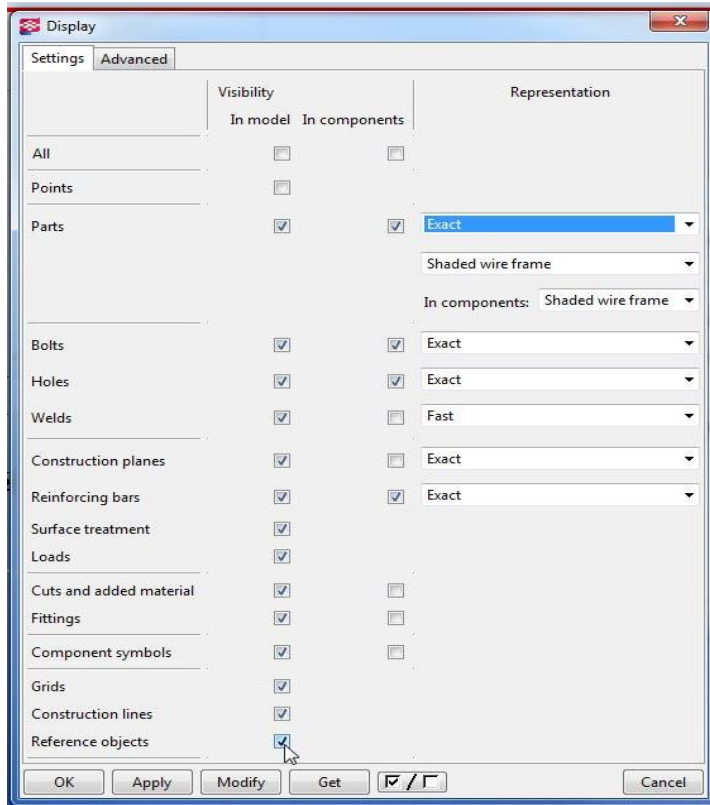 Display
Settings Advanced
Visibility Representation
In model In components
All
Points
Parts Exact
Shaded wire frame
In components: Shaded wire frame
Bolts Exact
Holes Exact
Welds Fast
Construction planes Exact
Reinforcing bars Exact
Surface treatment
Loads
Cuts and added material
Fittings
Component symbols
Grids
Construction lines
Reference objects
OK Apply Modify Get / Cancel